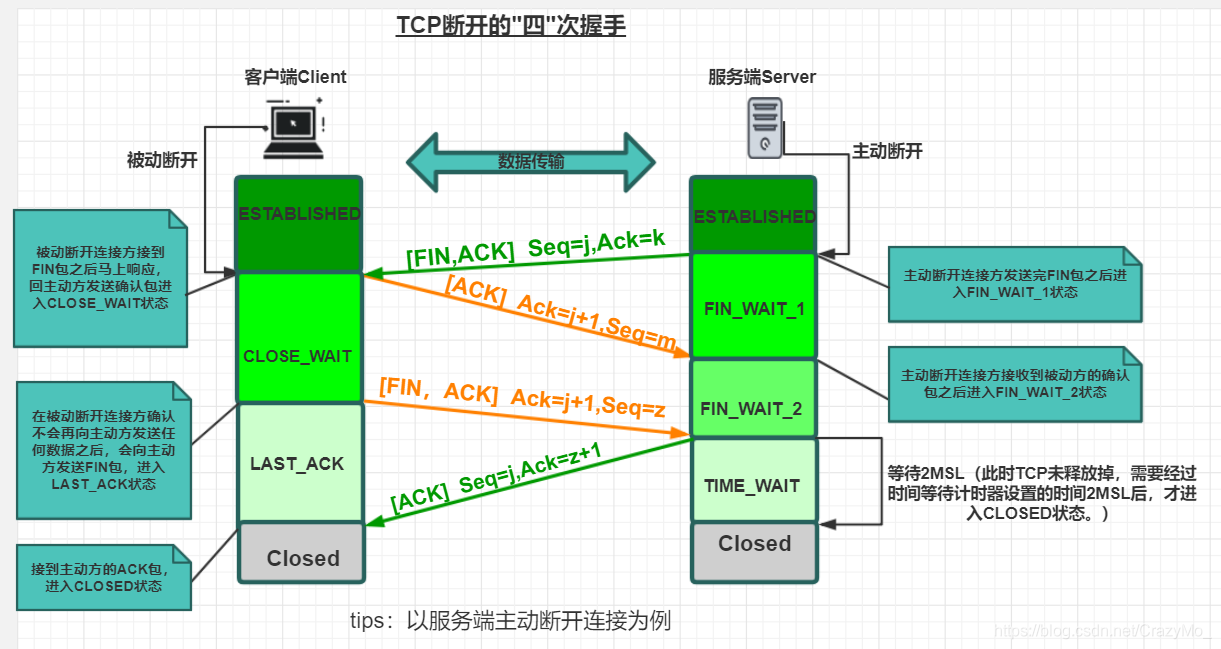 TCP断开的"四"次握手
客户端Client
服务端Server
被动断开
数据传输
主动断开
ESTABLISHED
ESTABLISHED
被动断开连接方接到
FIN包之后马上响应，
回主动方发送确认包进
入CLOSE_WAIT状态
[FIN,ACK] Seq=j,Ack=k
主动断开连接方发送完FIN包之后进
入FIN_WAIT_1状态
[ACK] Ack=j+1,Seq=m
FIN_WAIT_1
CLOSE_WAIT
主动断开连接方接收到被动方的确认
包之后进入FIN_WAIT_2状态
[FIN，ACK] Ack=j+1,Seq=z
FIN_WAIT_2
在被动断开连接方确认
不会再向主动方发送任
何数据之后，会向主动
方发送FIN包，进入
LAST_ACK状态
LAST_ACK
[ACK] Seq=j,Ack=z+1
TIME_WAIT
等待2MSL（此时TCP未释放掉，需要经过
时间等待计时器设置的时间2MSL后，才进
入CLOSED状态。）
Closed
Closed
接到主动方的ACK包，
进入CLOSED状态
tips：以服务端主动断开连接为例
https://blog.csdn.net/CrazyMo_